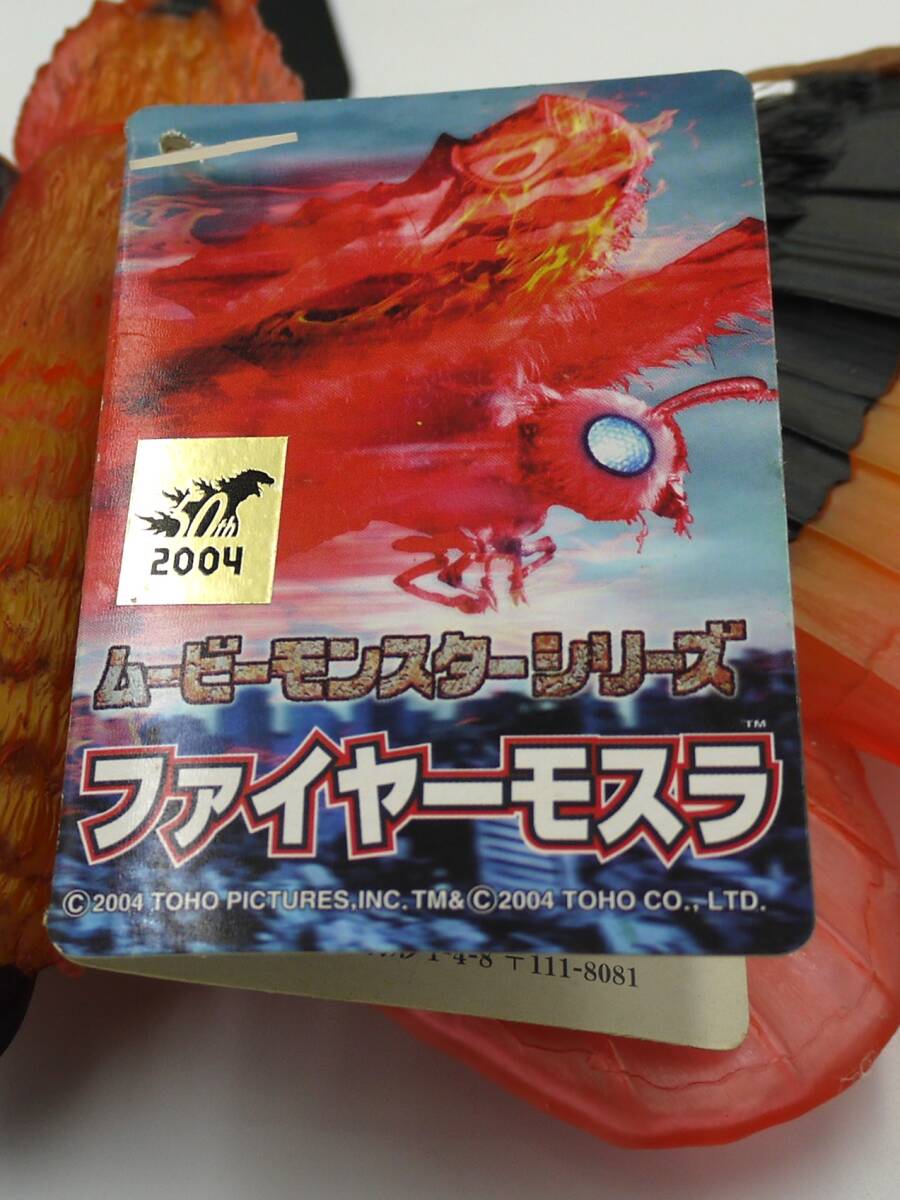 50th
2004
ムービーモンスターシリーズ
TM
ファイヤーモスラ
©2004 TOHO PICTURES,INC.TM&©2004 TOHO CO.,LTD.
1-4-8 〒111-8081